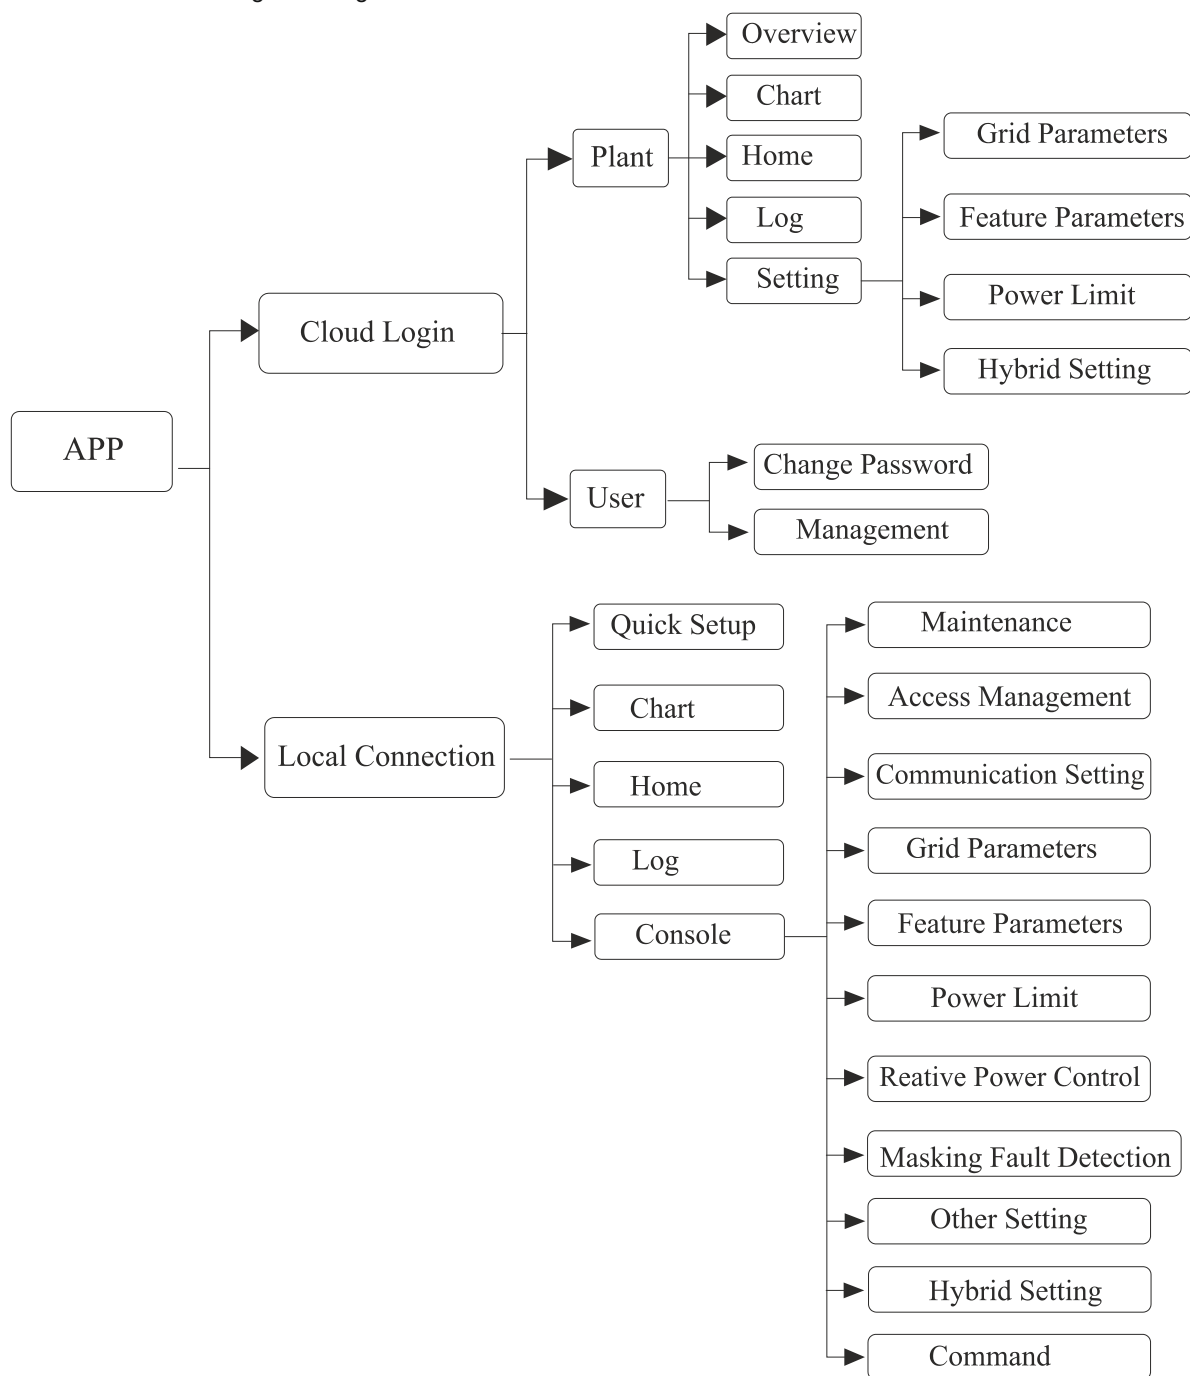 Overview
Chart
Grid Parameters
Plant
Home
Feature Parameters
Log
Setting
Power Limit
Cloud Login
Hybrid Setting
APP
Change Password
User
Management
Quick Setup
Maintenance
Access Management
Chart
Local Connection
Communication Setting
Home
Grid Parameters
Log
Feature Parameters
Console
Power Limit
Reative Power Control
Masking Fault Detection
Other Setting
Hybrid Setting
Command